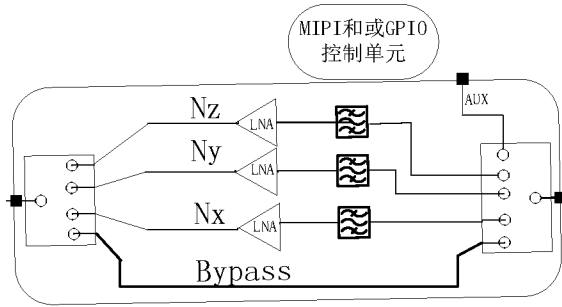 MIPI和或GPIO
控制单元
AUX
Nz
LNA
Ny
LNA
Nx
LNA
Bypass